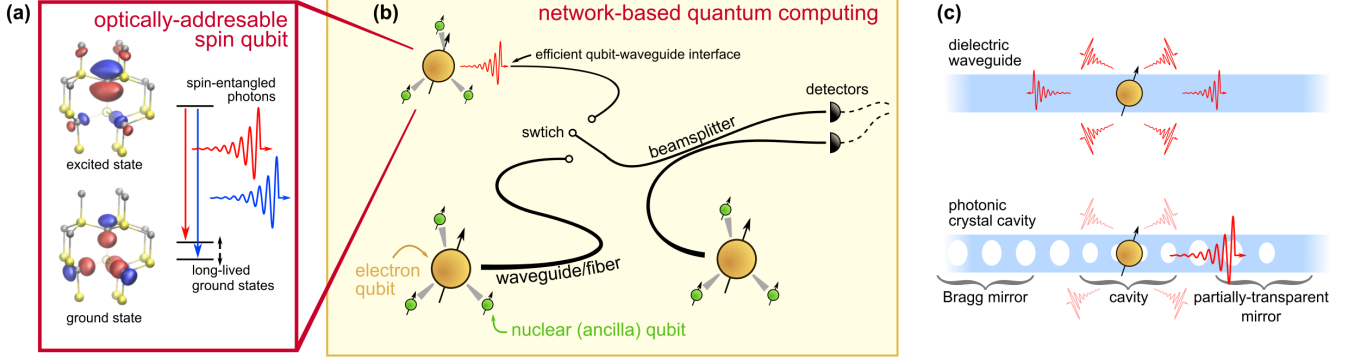 (a)
optically-addresable
spin qubit
spin-entangled
photons
excited state
long-lived
ground states
ground state
(b)
network-based quantum computing
efficient qubit-waveguide interface
swtich
beamsplitter
detectors
electron
qubit
waveguide/fiber
nuclear (ancilla) qubit
(c)
dielectric
waveguide
photonic
crystal cavity
Bragg mirror
cavity
partially-transparent
mirror